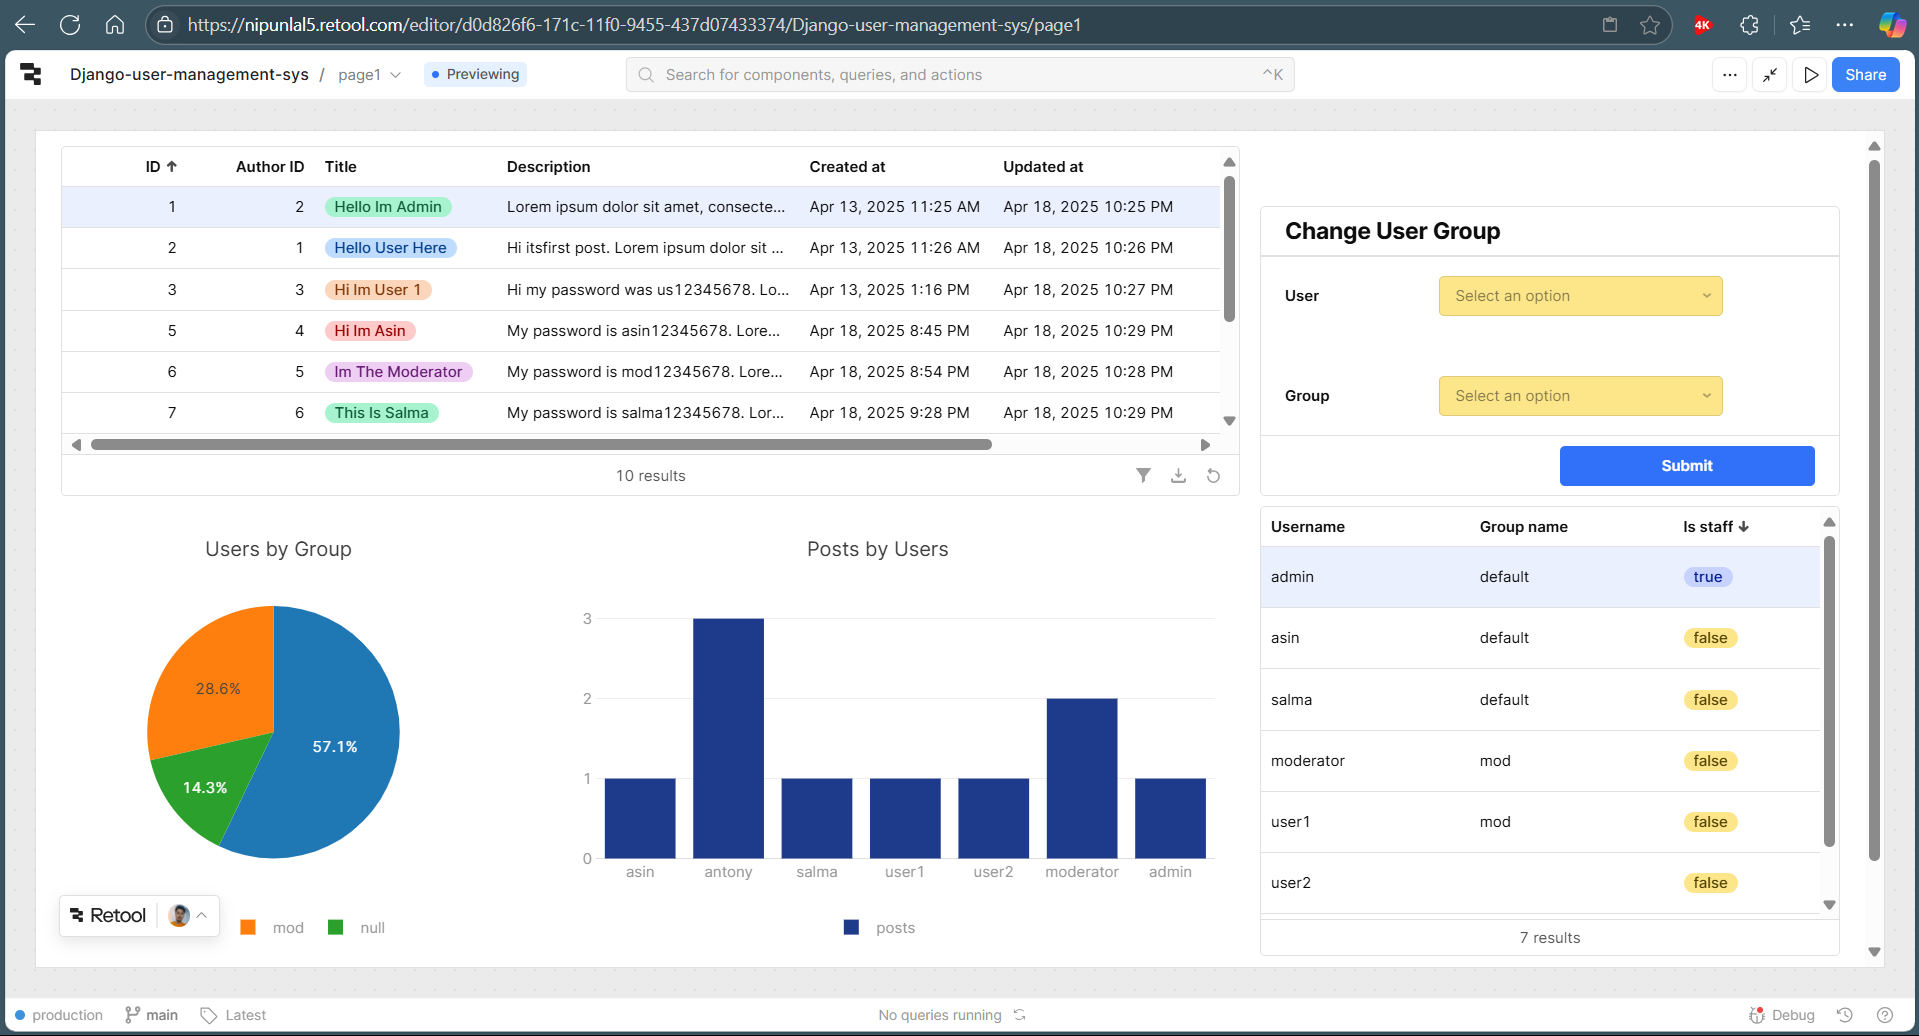 https://nipunlal5.retool.com/editor/d0d826f6-171c-11f0-9455-437d07433374/Django-user-management-sys/page1
4K
Django-user-management-sys / page1 Previewing Search for components, queries, and actions ^K Share
ID Author ID Title Description Created at Updated at
1 2 Hello Im Admin Lorem ipsum dolor sit amet, consecte... Apr 13, 2025 11:25 AM Apr 18, 2025 10:25 PM
2 1 Hello User Here Hi itsfirst post. Lorem ipsum dolor sit ... Apr 13, 2025 11:26 AM Apr 18, 2025 10:26 PM
3 3 Hi Im User 1 Hi my password was us12345678. Lo... Apr 13, 2025 1:16 PM Apr 18, 2025 10:27 PM
5 4 Hi Im Asin My password is asin12345678. Lore... Apr 18, 2025 8:45 PM Apr 18, 2025 10:29 PM
6 5 Im The Moderator My password is mod12345678. Lore... Apr 18, 2025 8:54 PM Apr 18, 2025 10:28 PM
7 6 This Is Salma My password is salma12345678. Lor... Apr 18, 2025 9:28 PM Apr 18, 2025 10:29 PM
10 results
Change User Group
User Select an option
Group Select an option
Submit
Users by Group
28.6%
57.1%
14.3%
mod null
Posts by Users
3
2
1
0
asin antony salma user1 user2 moderator admin
posts
Username Group name Is staff
admin default true
asin default false
salma default false
moderator mod false
user1 mod false
user2 false
7 results
Retool
production main Latest No queries running Debug